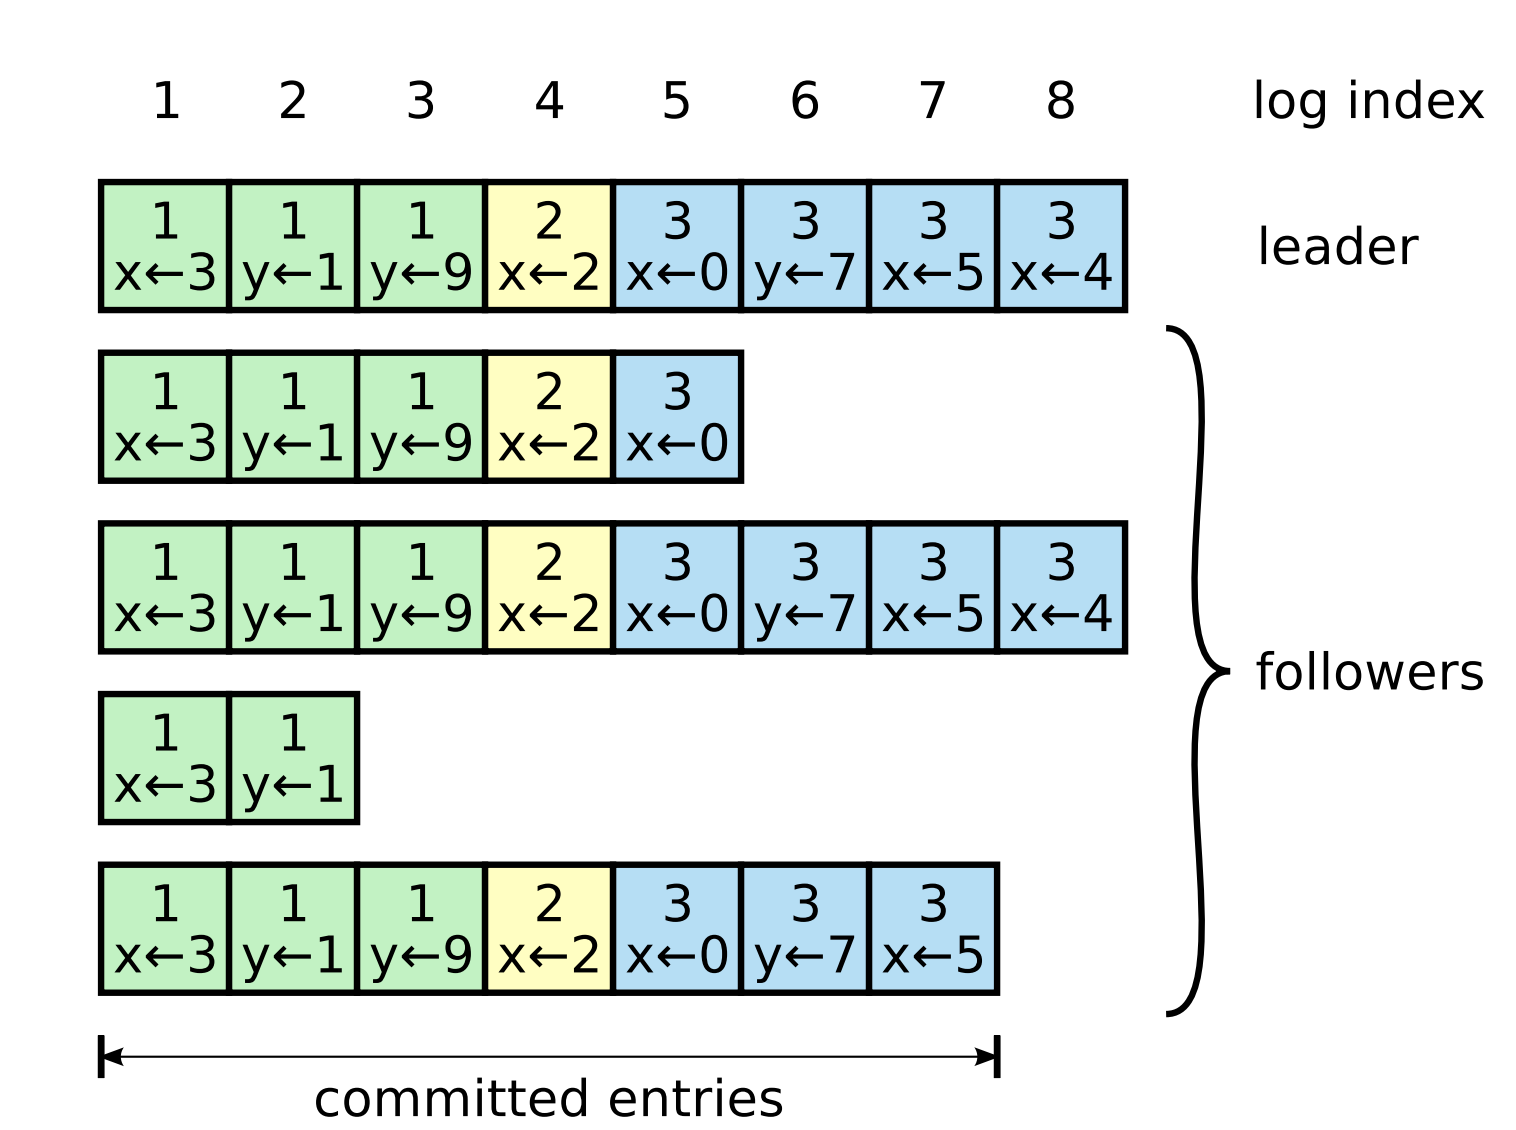 1 2 3 4 5 6 7 8 log index
1 1 1 2 3 3 3 3
x←3 y←1 y←9 x←2 x←0 y←7 x←5 x←4
leader
1 1 1 2 3
x←3 y←1 y←9 x←2 x←0
1 1 1 2 3 3 3 3
x←3 y←1 y←9 x←2 x←0 y←7 x←5 x←4
followers
1 1
x←3 y←1
1 1 1 2 3 3 3
x←3 y←1 y←9 x←2 x←0 y←7 x←5
committed entries